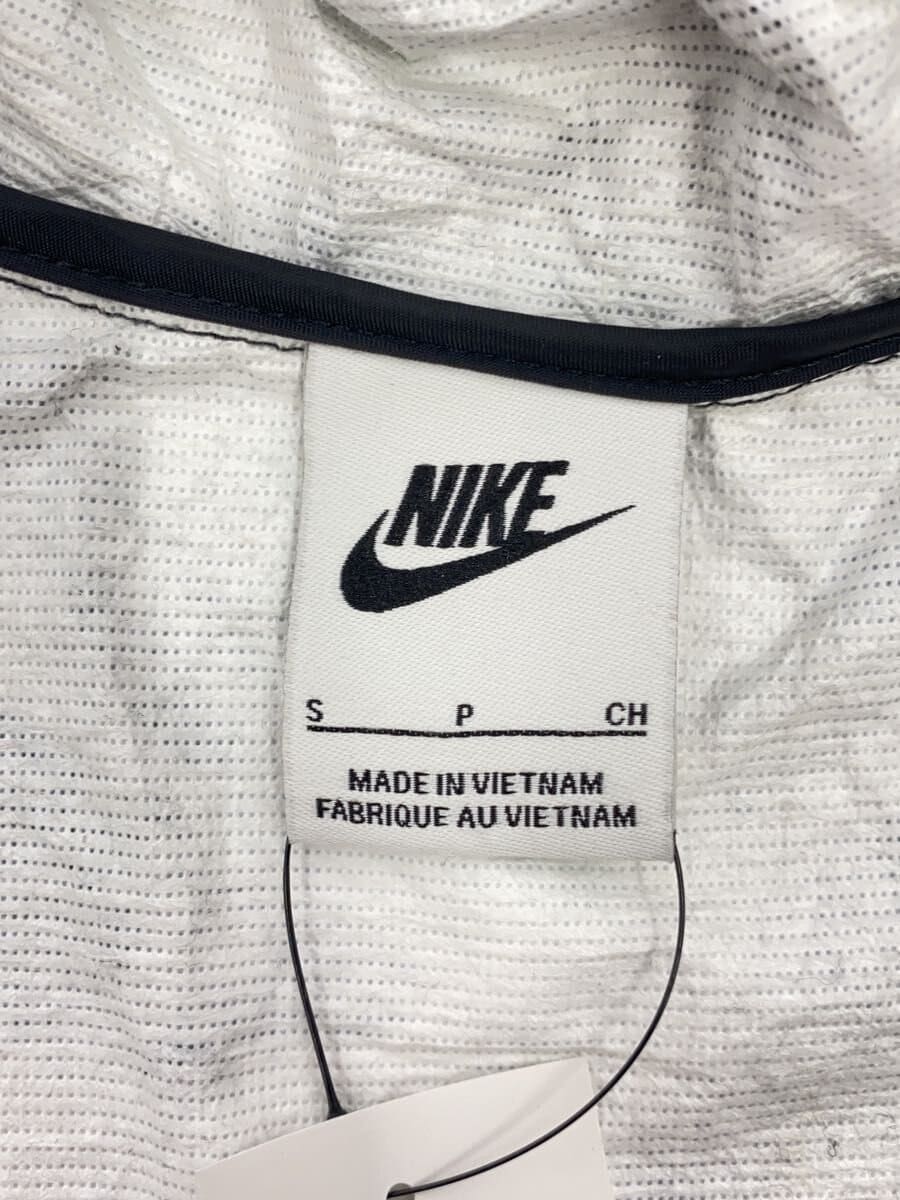 NIKE
S P CH
MADE IN VIETNAM
FABRIQUE AU VIETNAM